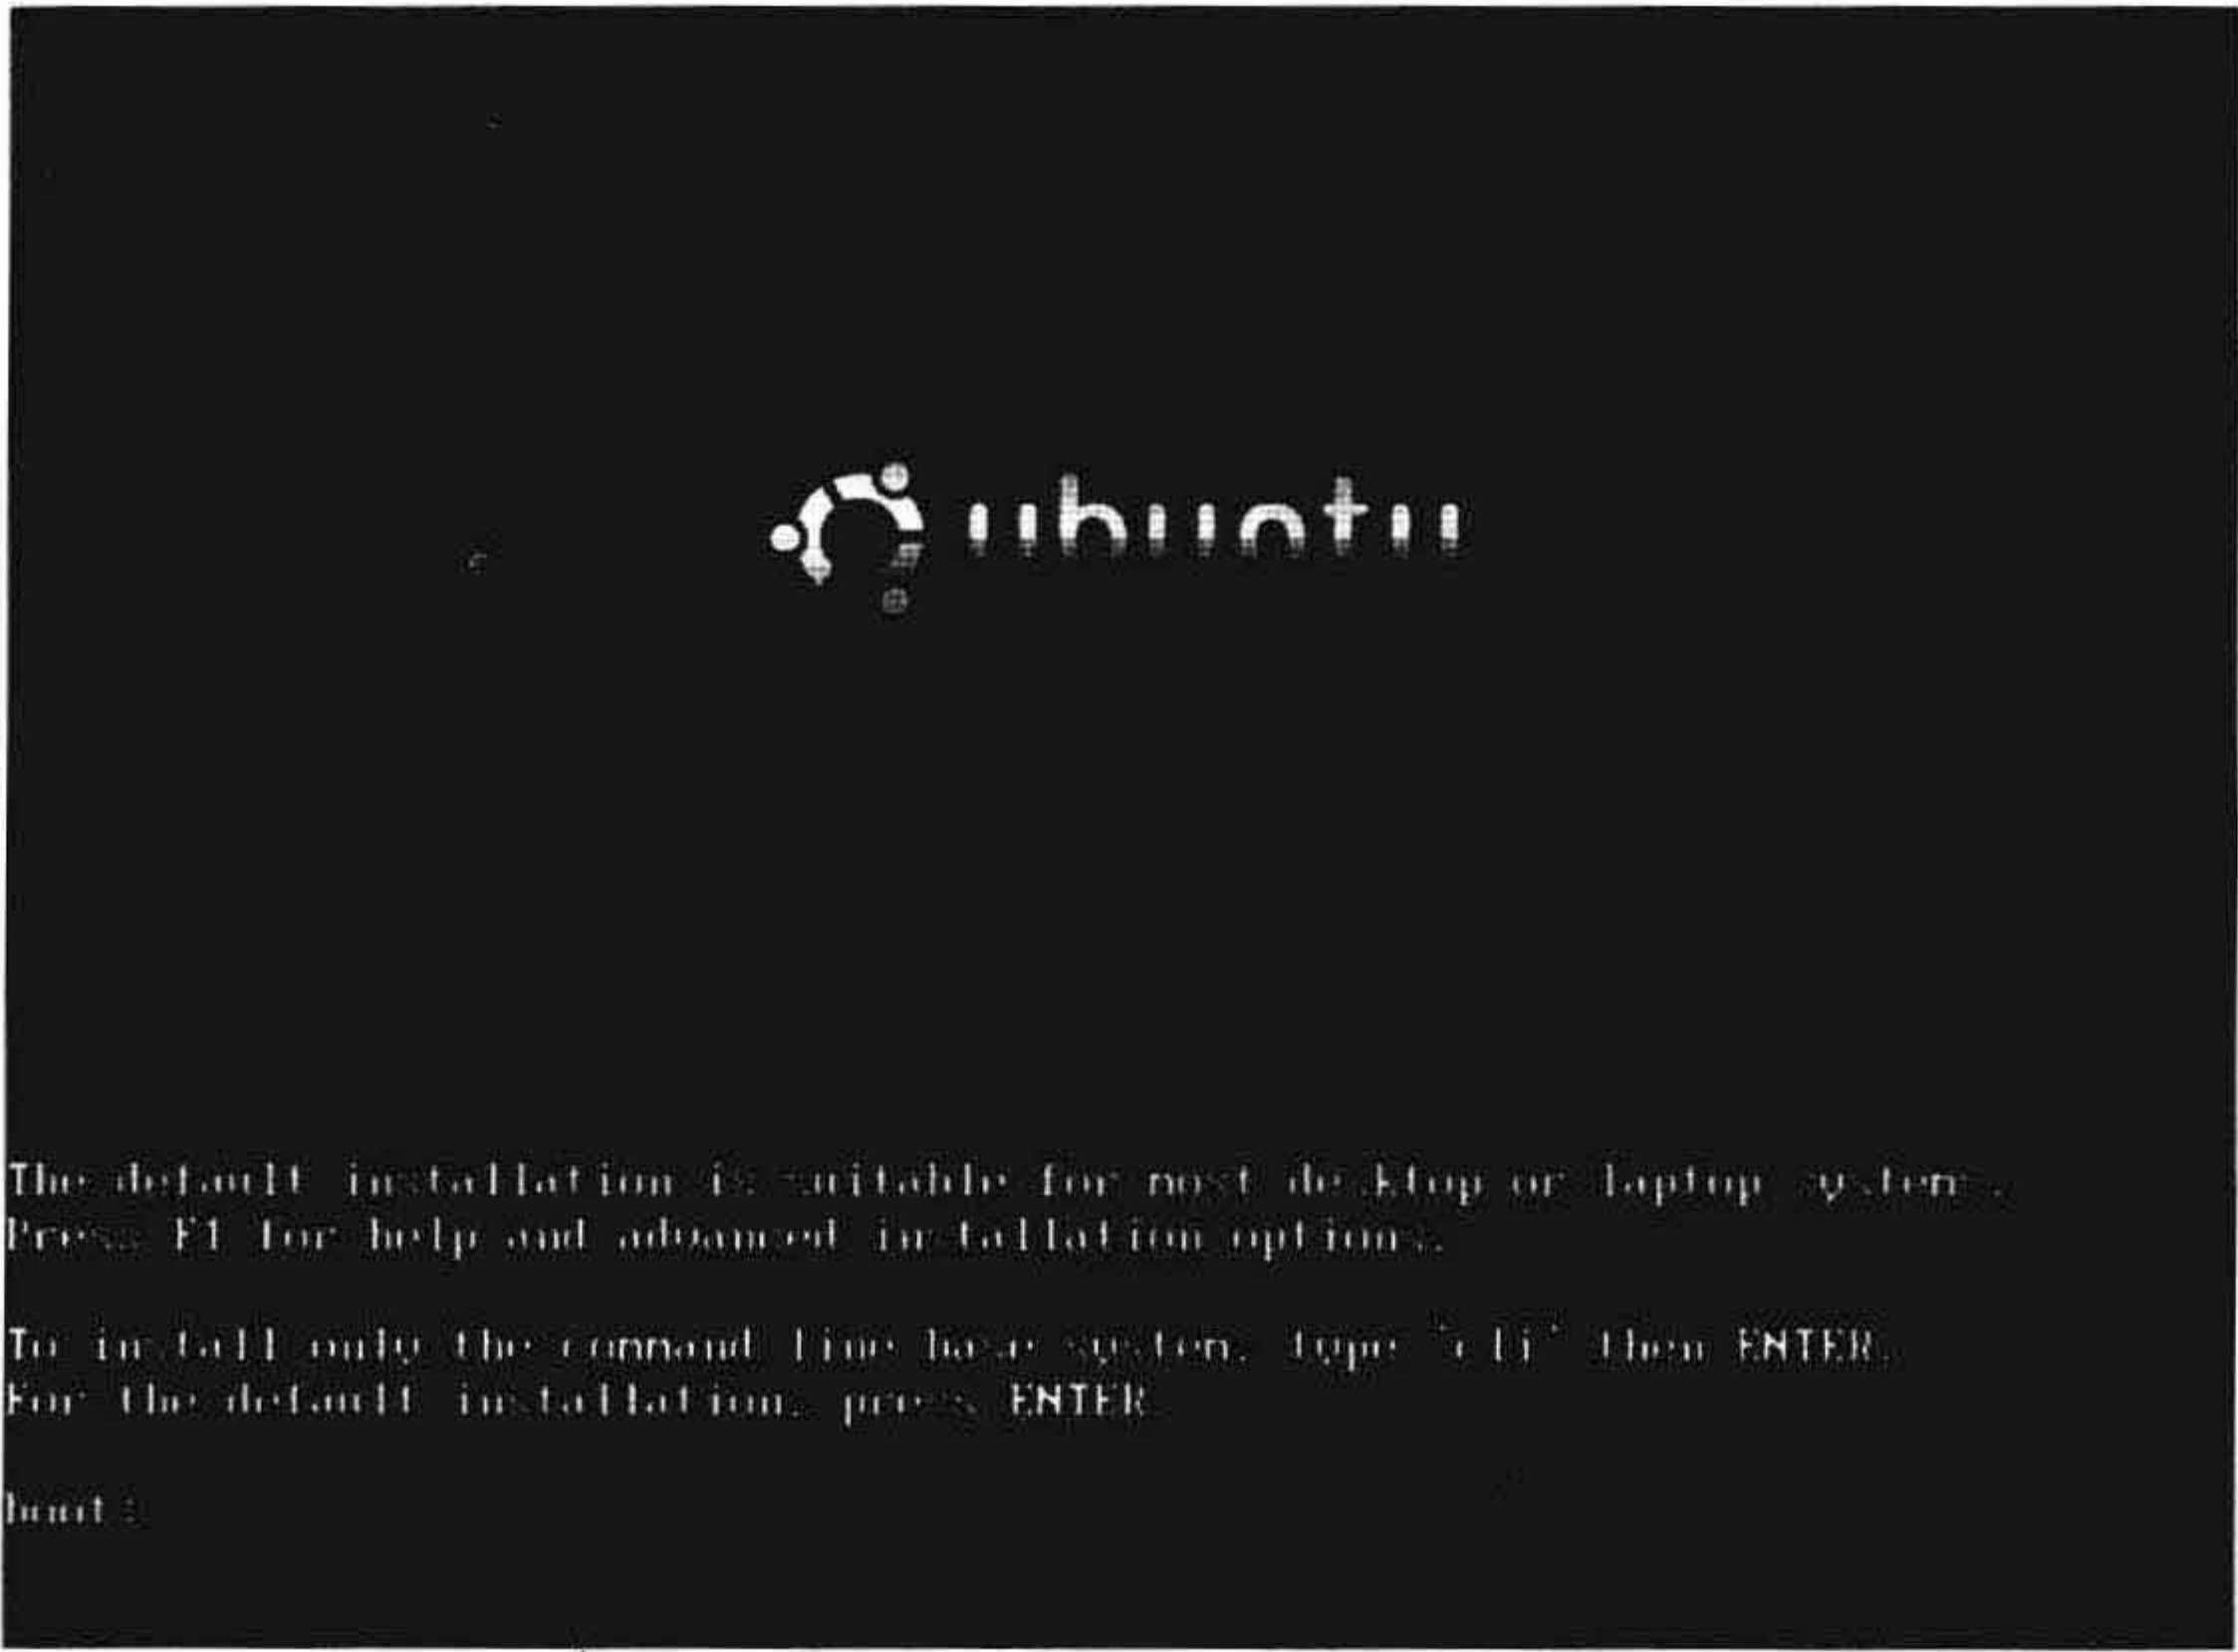 ubuntu
The default installation is suitable for most desktop or laptop systems.
Press F1 for help and advanced installation options.
To install only the command line base system, type "cli" then ENTER.
For the default installation, press ENTER.
boot: